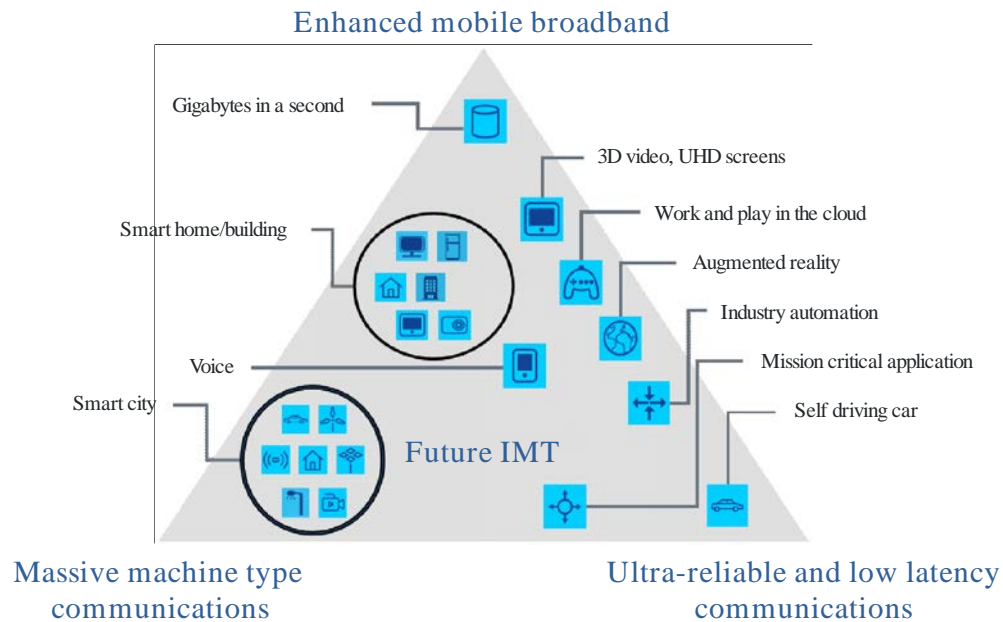 Enhanced mobile broadband
Gigabytes in a second
3D video, UHD screens
Work and play in the cloud
Smart home/building
Augmented reality
Industry automation
Voice
Mission critical application
Smart city
Self driving car
Future IMT
Massive machine type
communications
Ultra-reliable and low latency
communications